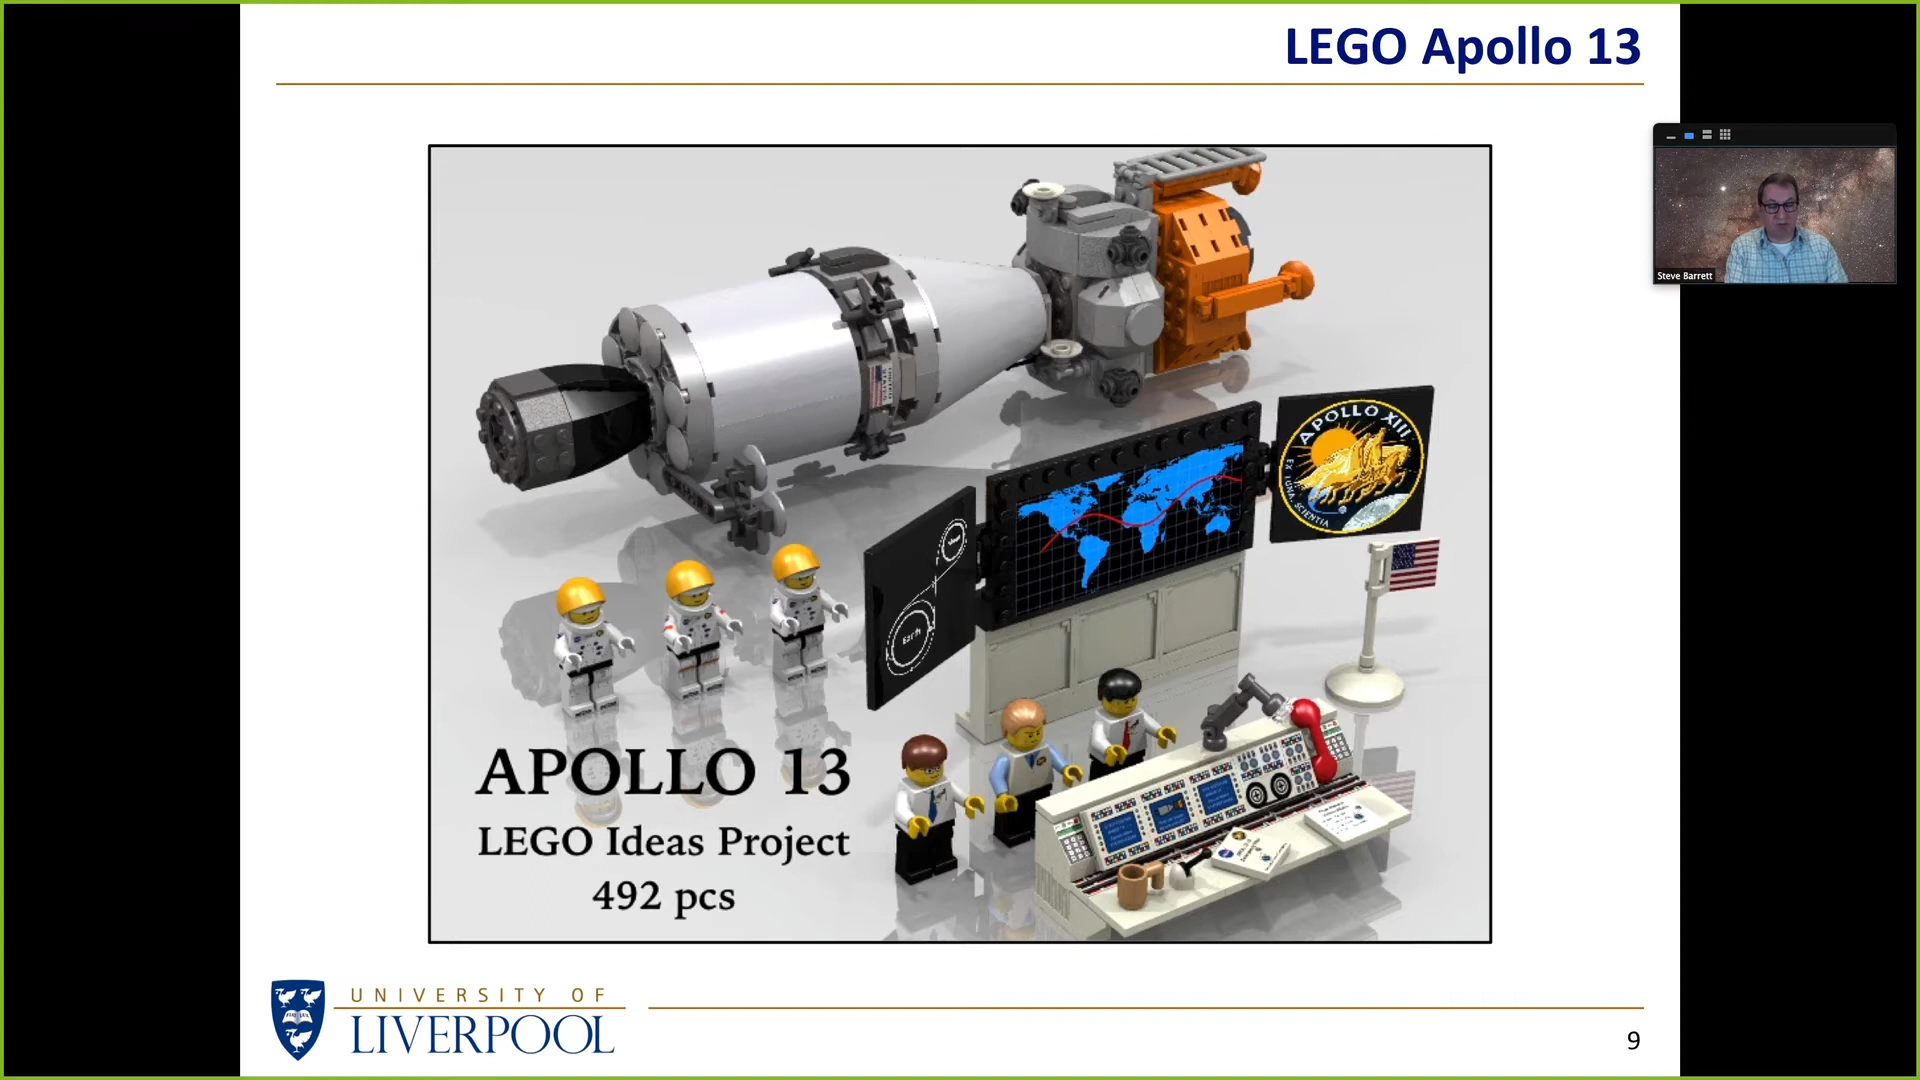 LEGO Apollo 13
Steve Barrett
APOLLO XIII
EX LUNA, SCIENTIA
Earth
APOLLO 13
LEGO Ideas Project
492 pcs
UNIVERSITY OF
LIVERPOOL
9